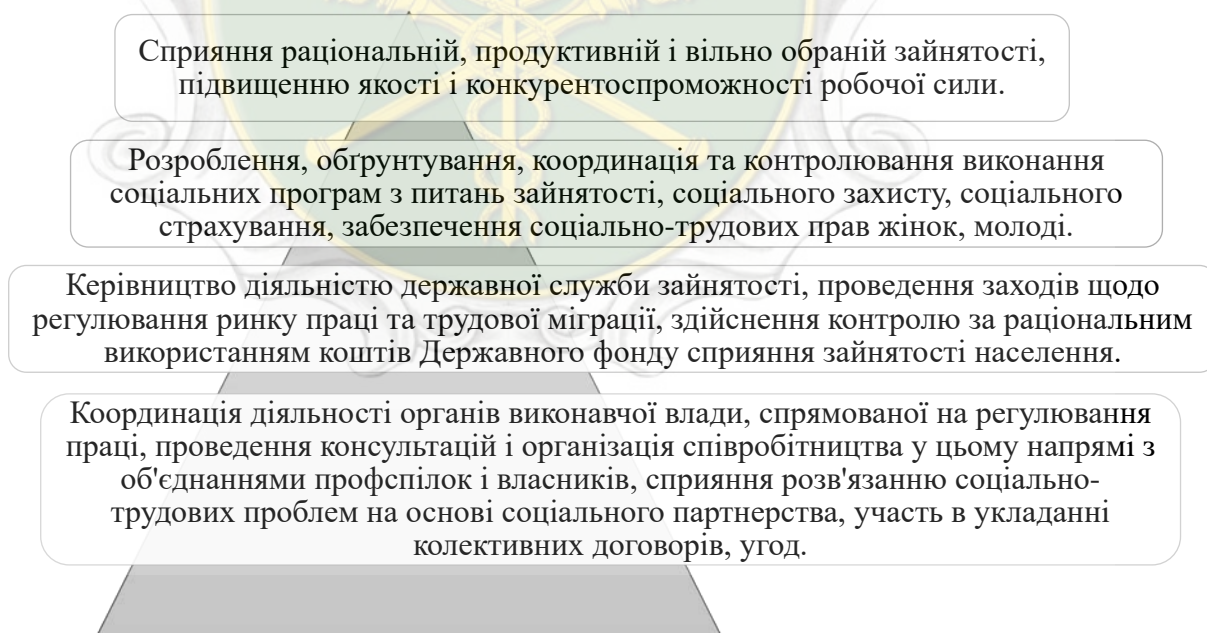 Сприяння раціональній, продуктивній і вільно обраній зайнятості,
підвищенню якості і конкурентоспроможності робочої сили.
Розроблення, обґрунтування, координація та контролювання виконання
соціальних програм з питань зайнятості, соціального захисту, соціального
страхування, забезпечення соціально-трудових прав жінок, молоді.
Керівництво діяльністю державної служби зайнятості, проведення заходів щодо
регулювання ринку праці та трудової міграції, здійснення контролю за раціональним
використанням коштів Державного фонду сприяння зайнятості населення.
Координація діяльності органів виконавчої влади, спрямованої на регулювання
праці, проведення консультацій і організація співробітництва у цьому напрямі з
об'єднаннями профспілок і власників, сприяння розв'язанню соціально-
трудових проблем на основі соціального партнерства, участь в укладанні
колективних договорів, угод.